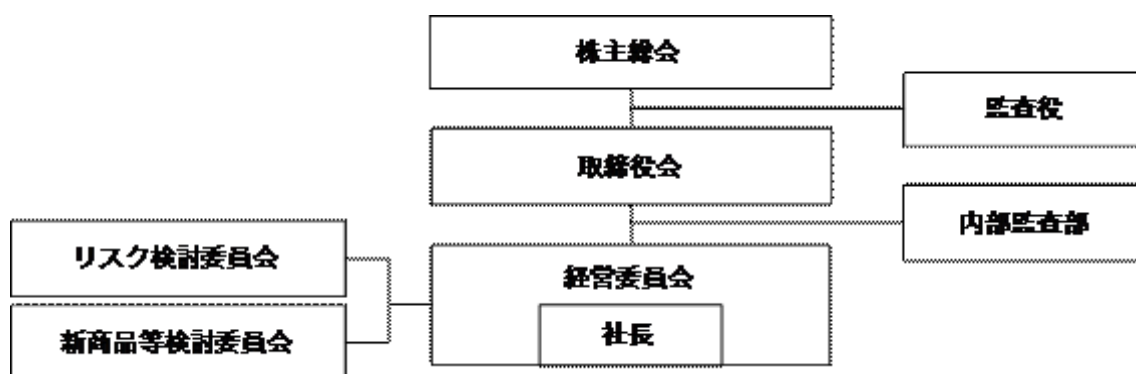 株主総会
監査役
取締役会
内部監査部
リスク検討委員会
経営委員会
社長
新商品等検討委員会